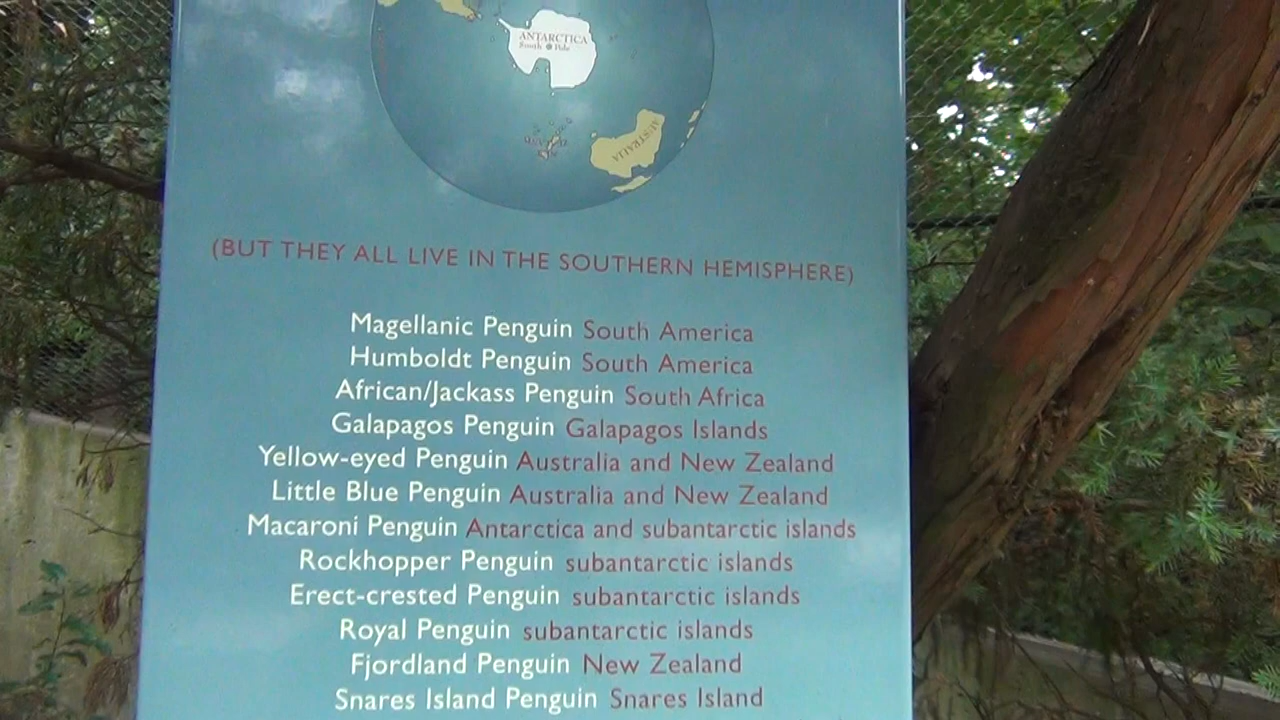 ANTARCTICA
South Pole
AUSTRALIA
(BUT THEY ALL LIVE IN THE SOUTHERN HEMISPHERE)
Magellanic Penguin South America
Humboldt Penguin South America
African/Jackass Penguin South Africa
Galapagos Penguin Galapagos Islands
Yellow-eyed Penguin Australia and New Zealand
Little Blue Penguin Australia and New Zealand
Macaroni Penguin Antarctica and subantarctic islands
Rockhopper Penguin subantarctic islands
Erect-crested Penguin subantarctic islands
Royal Penguin subantarctic islands
Fjordland Penguin New Zealand
Snares Island Penguin Snares Island